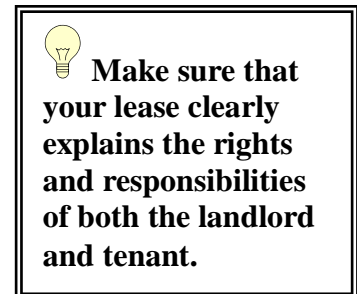 Make sure that
your lease clearly
explains the rights
and responsibilities
of both the landlord
and tenant.